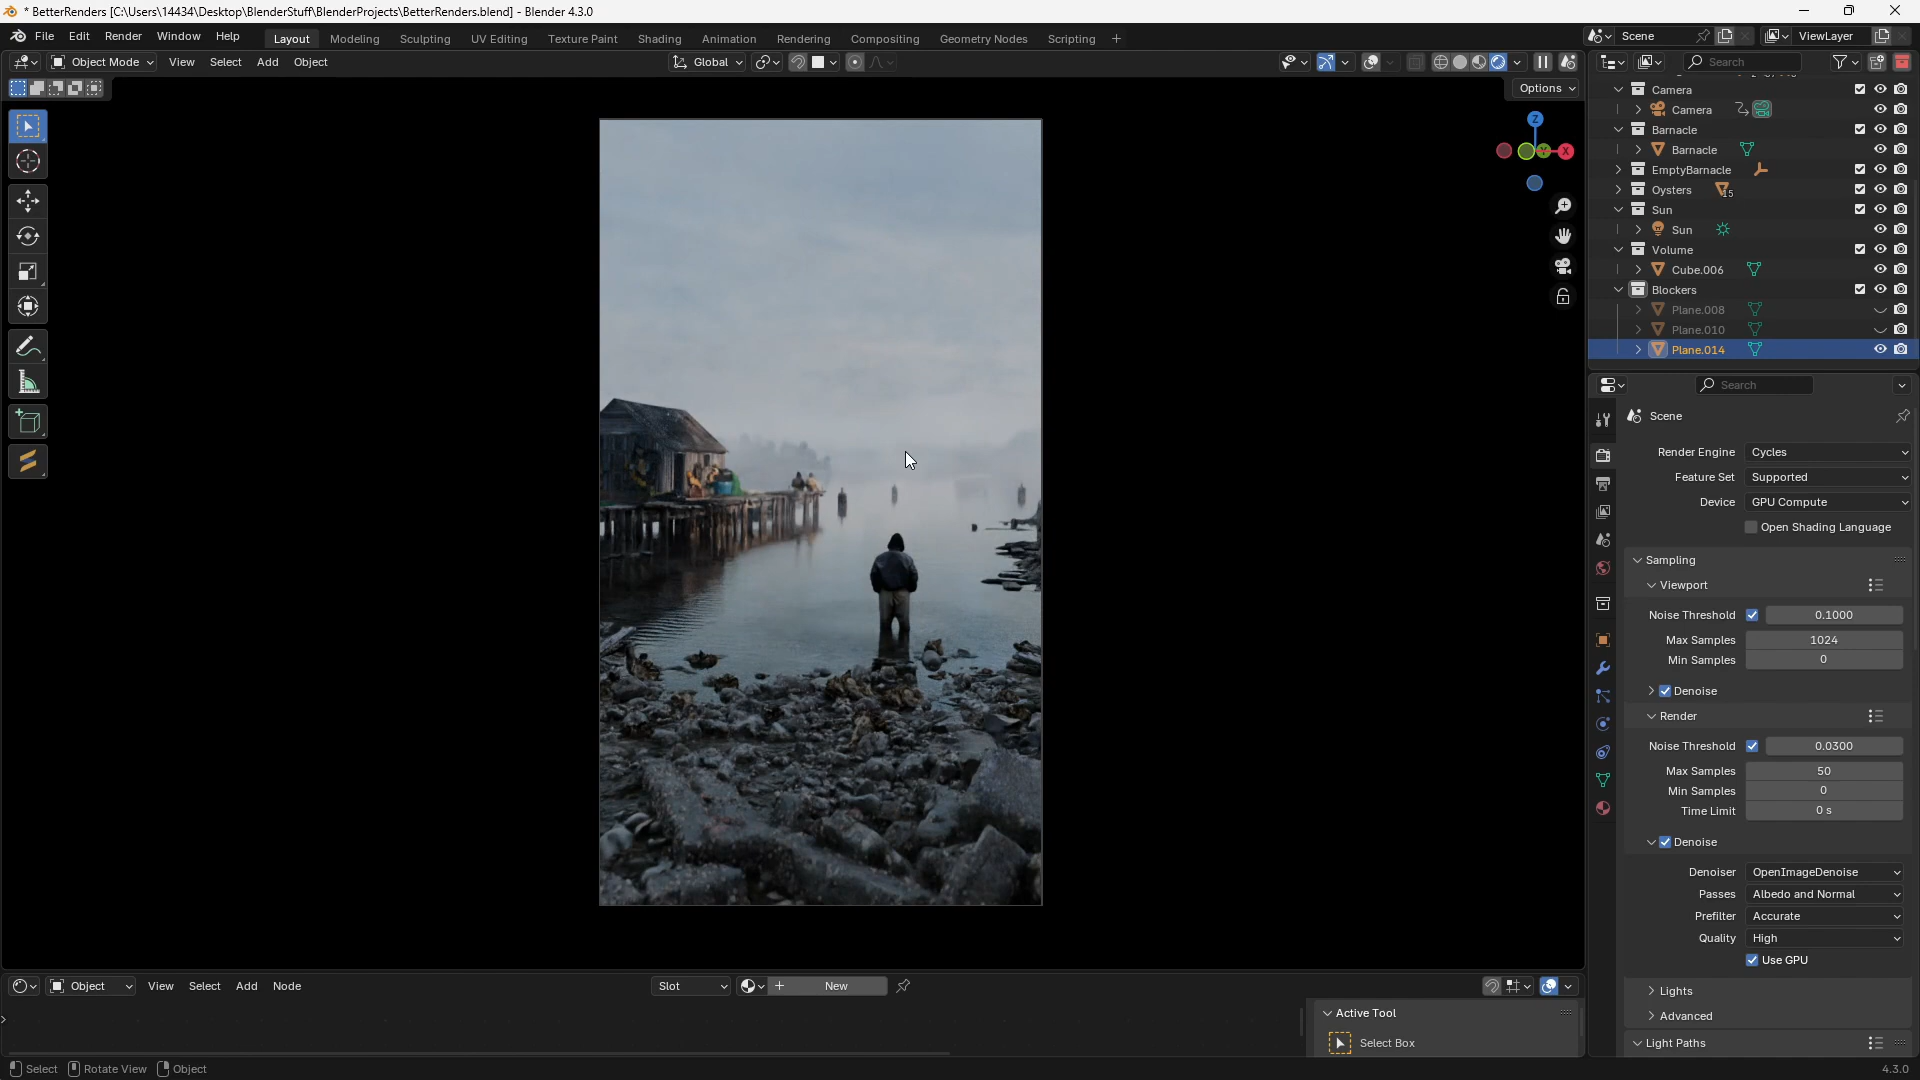 * BetterRenders [C:\Users\14434\Desktop\BlenderStuff\BlenderProjects\BetterRenders.blend] - Blender 4.3.0
File Edit Render Window Help Layout Modeling Sculpting UV Editing Texture Paint Shading Animation Rendering Compositing Geometry Nodes Scripting + Scene ViewLayer
Object Mode View Select Add Object Global Search
Options
Z
X
Camera
Camera
Barnacle
Barnacle
EmptyBarnacle
Oysters 15
Sun
Sun
Volume
Cube.006
Blockers
Plane.008
Plane.010
Plane.014
Search
Scene
Render Engine Cycles
Feature Set Supported
Device GPU Compute
Open Shading Language
Sampling
Viewport
Noise Threshold 0.1000
Max Samples 1024
Min Samples 0
Denoise
Render
Noise Threshold 0.0300
Max Samples 50
Min Samples 0
Time Limit 0 s
Denoise
Denoiser OpenImageDenoise
Passes Albedo and Normal
Prefilter Accurate
Quality High
Use GPU
Lights
Advanced
Light Paths
Object View Select Add Node Slot New
Active Tool
Select Box
Select Rotate View Object 4.3.0